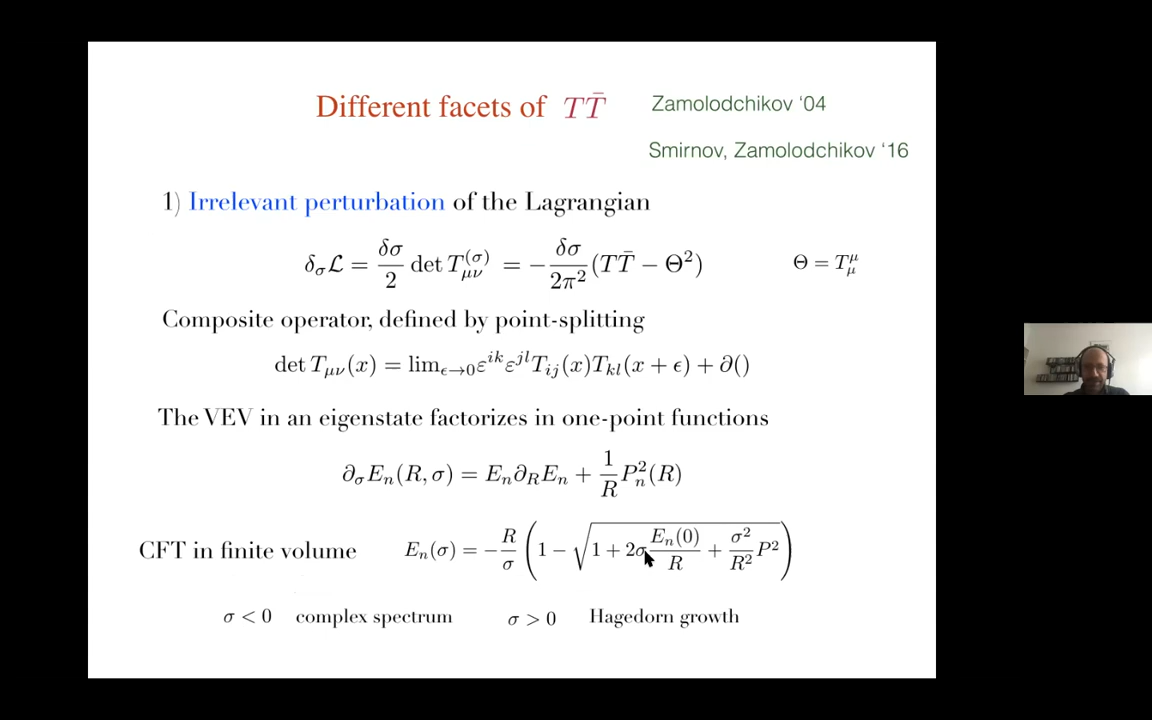 Different facets of $T\bar{T}$ Zamolodchikov '04
Smirnov, Zamolodchikov '16
1) Irrelevant perturbation of the Lagrangian
$\delta_\sigma \mathcal{L} = \frac{\delta\sigma}{2} \det T_{\mu\nu}^{(\sigma)} = -\frac{\delta\sigma}{2\pi^2}(T\bar{T} - \Theta^2)$ $\Theta = T_\mu^\mu$
Composite operator, defined by point-splitting
$\det T_{\mu\nu}(x) = \lim_{\epsilon\to 0} \varepsilon^{ik}\varepsilon^{jl}T_{ij}(x)T_{kl}(x+\epsilon) + \partial()$
The VEV in an eigenstate factorizes in one-point functions
$\partial_\sigma E_n(R,\sigma) = E_n\partial_R E_n + \frac{1}{R}P_n^2(R)$
CFT in finite volume $E_n(\sigma) = -\frac{R}{\sigma}\left(1 - \sqrt{1 + 2\sigma\frac{E_n(0)}{R} + \frac{\sigma^2}{R^2}P^2}\right)$
$\sigma < 0$ complex spectrum $\sigma > 0$ Hagedorn growth